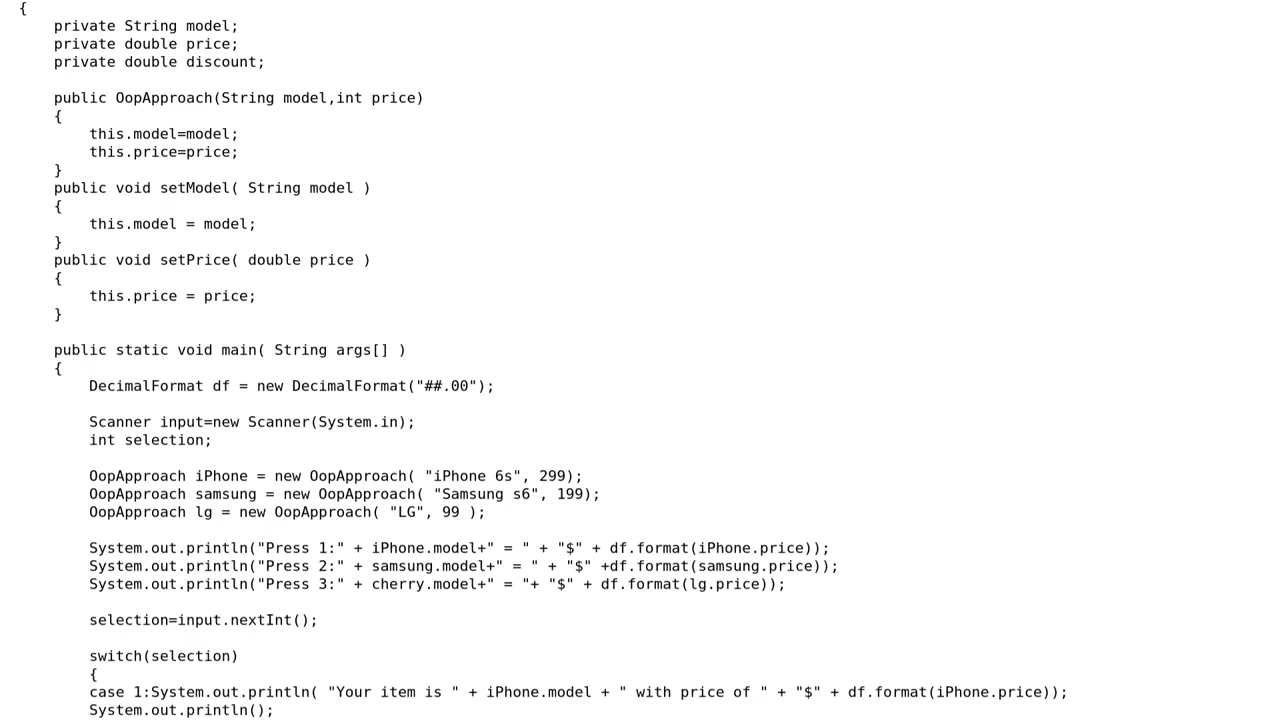 {
    private String model;
    private double price;
    private double discount;

    public OopApproach(String model,int price)
    {
        this.model=model;
        this.price=price;
    }
    public void setModel( String model )
    {
        this.model = model;
    }
    public void setPrice( double price )
    {
        this.price = price;
    }

    public static void main( String args[] )
    {
        DecimalFormat df = new DecimalFormat("##.00");

        Scanner input=new Scanner(System.in);
        int selection;

        OopApproach iPhone = new OopApproach( "iPhone 6s", 299);
        OopApproach samsung = new OopApproach( "Samsung s6", 199);
        OopApproach lg = new OopApproach( "LG", 99 );

        System.out.println("Press 1:" + iPhone.model+" = " + "$" + df.format(iPhone.price));
        System.out.println("Press 2:" + samsung.model+" = " + "$" +df.format(samsung.price));
        System.out.println("Press 3:" + cherry.model+" = "+ "$" + df.format(lg.price));

        selection=input.nextInt();

        switch(selection)
        {
        case 1:System.out.println( "Your item is " + iPhone.model + " with price of " + "$" + df.format(iPhone.price));
        System.out.println();